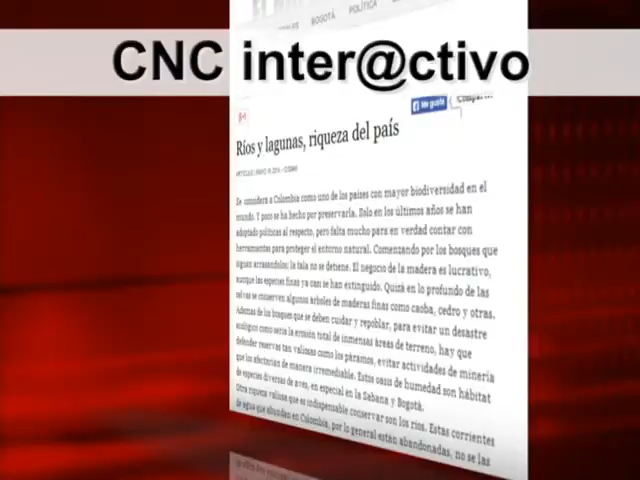 BOGOTÁ
POLÍTICA
CNC inter@ctivo
Me gusta
Ríos y lagunas, riqueza del país
Se considera a Colombia como uno de los países con mayor biodiversidad en el
mundo. Y poco se ha hecho por preservarla. Solo en los últimos años se han
adoptado políticas al respecto, pero falta mucho para en verdad contar con
herramientas para proteger el entorno natural. Comenzando por los bosques que
siguen arrasándolos: la tala no se detiene. El negocio de la madera es lucrativo,
aunque las especies finas ya casi se han extinguido. Quizá en lo profundo de las
tal vez se conserven algunos árboles de maderas finas como caoba, cedro y otras.
Además de los bosques que se deben cuidar y repoblar, para evitar un desastre
ecológico como sería la erosión total de inmensas áreas de terreno, hay que
defender reservas tan valiosas como los páramos, evitar actividades de minería
que los afectarían de manera irremediable. Estos oasis de humedad son hábitat
de especies diversas de aves, en especial en la Sabana y Bogotá.
Otra riqueza valiosa que es indispensable conservar son los ríos. Estas corrientes
de agua que abundan en Colombia, por lo general están abandonadas, no se las